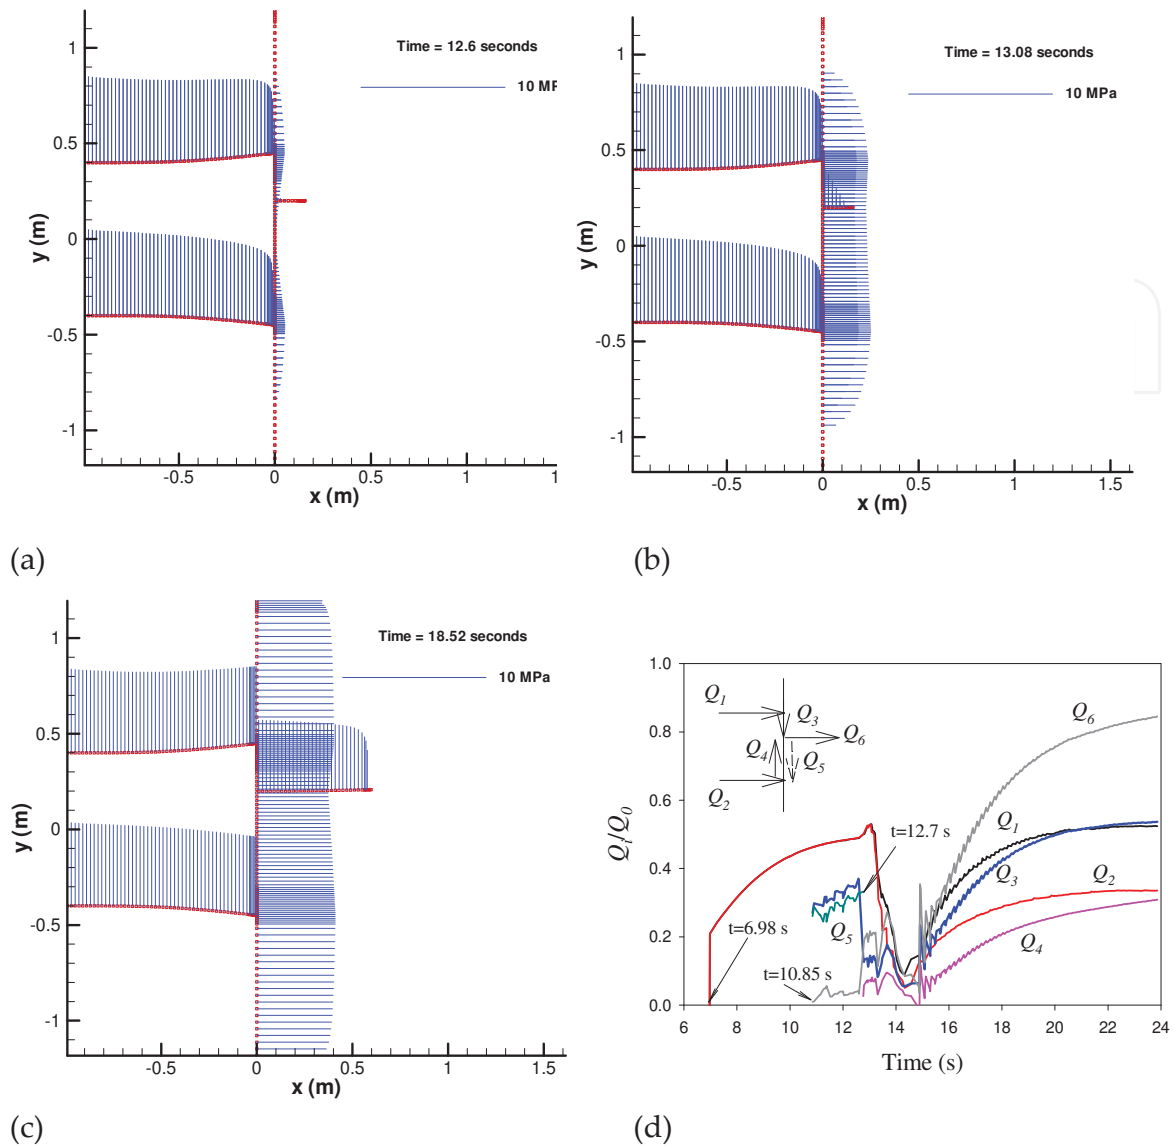 Time = 12.6 seconds
10 MP
1
0.5
0
-0.5
-1
y (m)
-0.5
0
0.5
1
1
x (m)
(a)
Time = 13.08 seconds
10 MPa
1
0.5
0
-0.5
-1
y (m)
-0.5
0
0.5
1
1.5
x (m)
(b)
Time = 18.52 seconds
10 MPa
1
0.5
0
-0.5
-1
y (m)
-0.5
0
0.5
1
1.5
x (m)
(c)
1.0
0.8
0.6
0.4
0.2
0.0
Qi/Q0
Q1
Q3
Q6
Q4
Q5
Q2
Q6
t=12.7 s
Q1
Q3
Q2
Q5
Q4
t=6.98 s
t=10.85 s
6
8
10
12
14
16
18
20
22
24
Time (s)
(d)